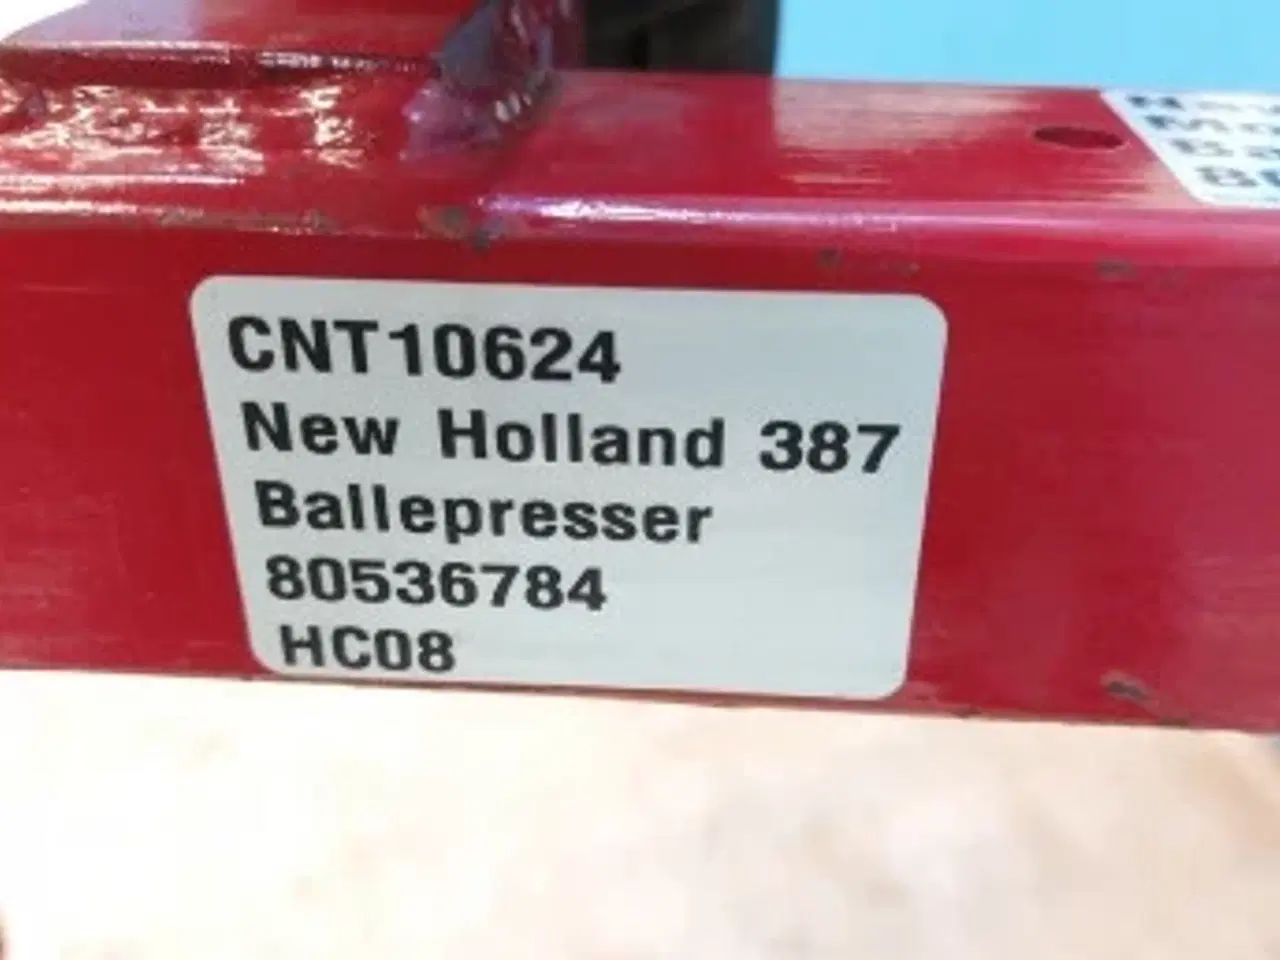 CNT10624
New Holland 387
Ballepresser
80536784
HC08